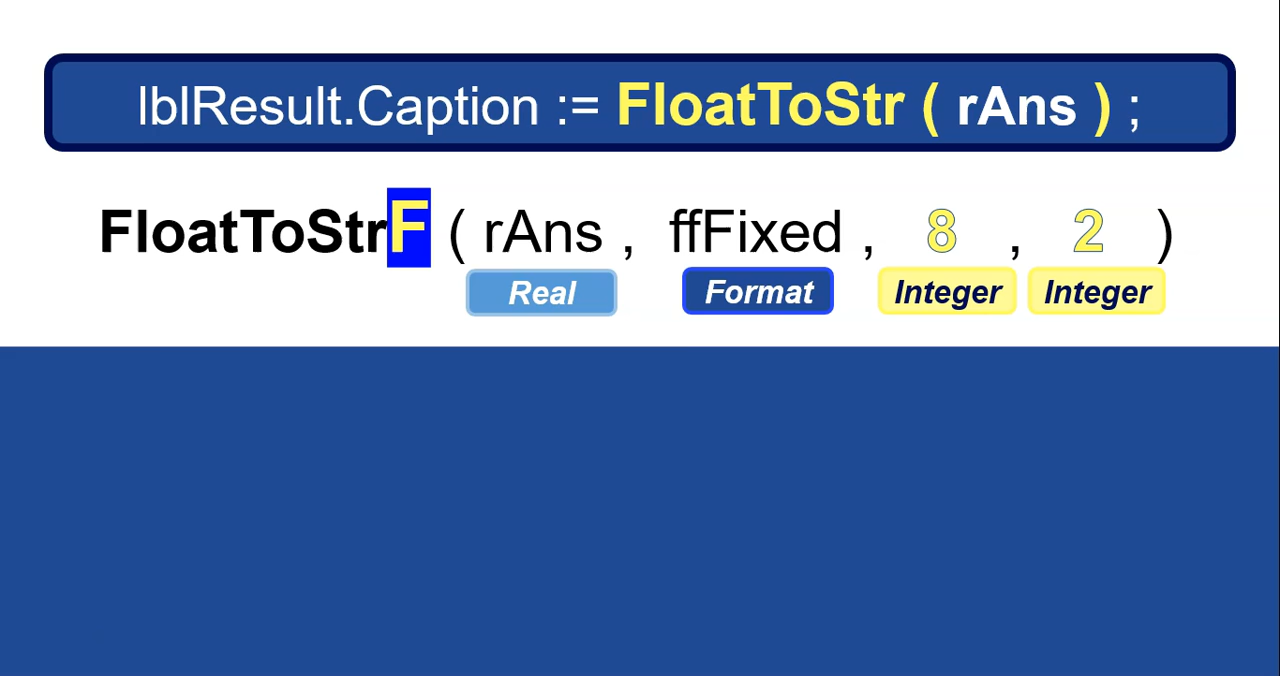 lblResult.Caption := FloatToStr ( rAns ) ;
FloatToStrF ( rAns , ffFixed , 8 , 2 )
Real Format Integer Integer